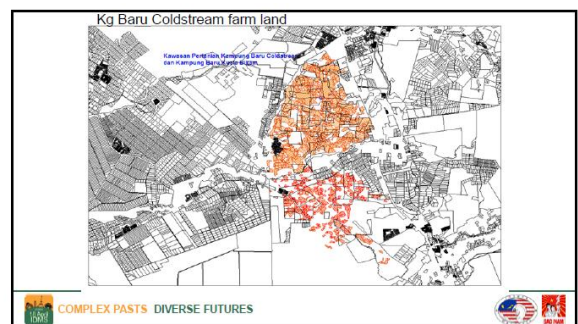 Kg Baru Coldstream farm land
Kawasan Pertanian Kampung Baru Coldstream
dan Kampung Baru Kuala Bikam
COMPLEX PASTS DIVERSE FUTURES